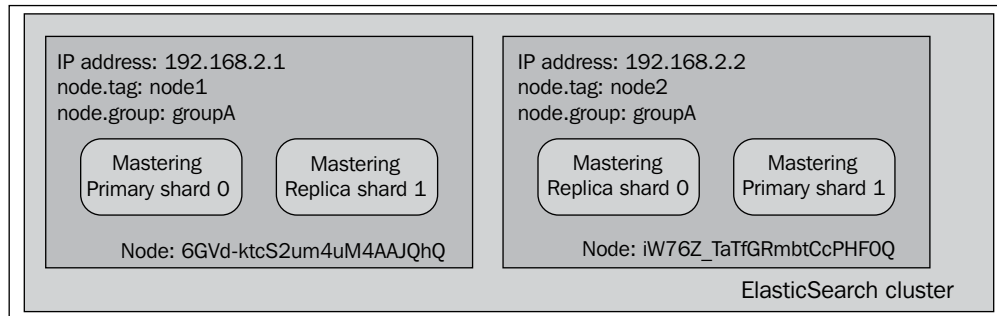 IP address: 192.168.2.1
node.tag: node1
node.group: groupA
Mastering
Primary shard 0
Mastering
Replica shard 1
Node: 6GVd-ktcS2um4uM4AAJQhQ
IP address: 192.168.2.2
node.tag: node2
node.group: groupA
Mastering
Replica shard 0
Mastering
Primary shard 1
Node: iW76Z_TaTfGRmbtCcPHF0Q
ElasticSearch cluster